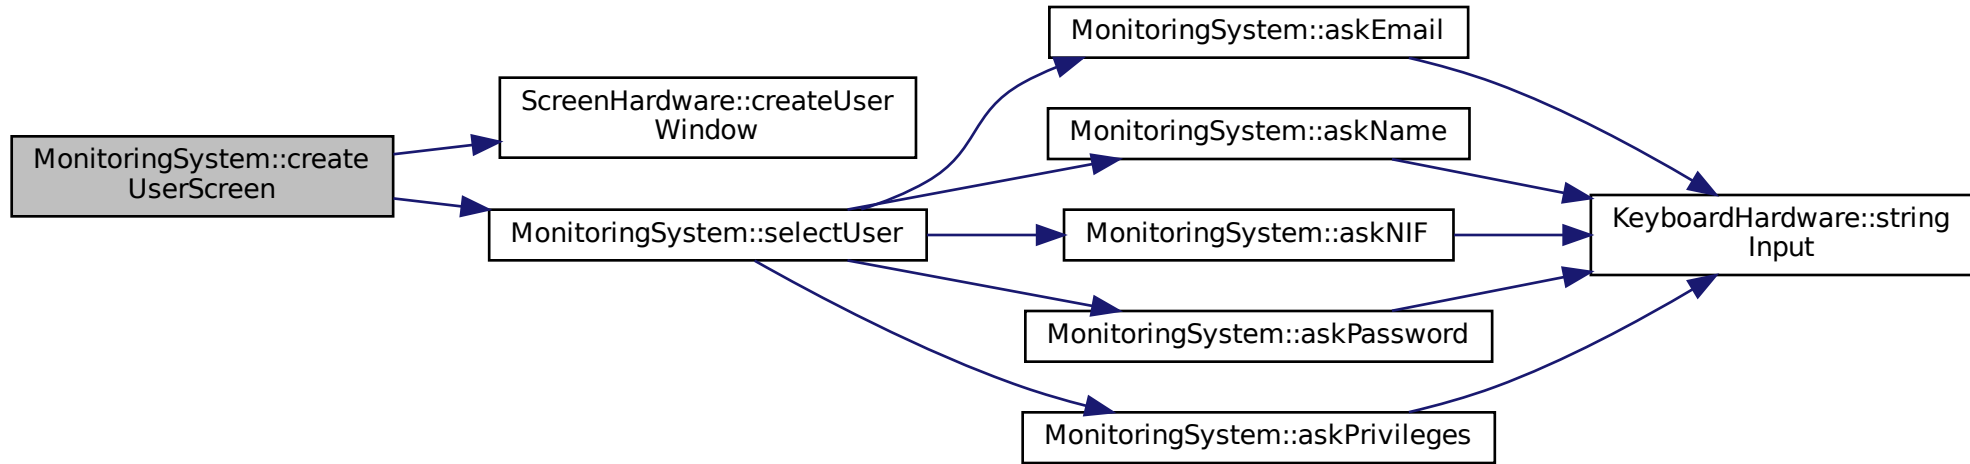 MonitoringSystem::create
UserScreen
ScreenHardware::createUser
Window
MonitoringSystem::selectUser
MonitoringSystem::askEmail
MonitoringSystem::askName
MonitoringSystem::askNIF
MonitoringSystem::askPassword
MonitoringSystem::askPrivileges
KeyboardHardware::string
Input